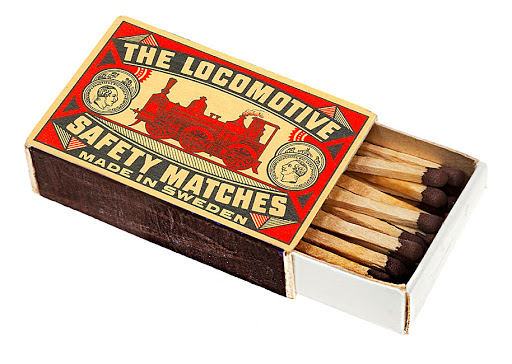 THE LOCOMOTIVE
SAFETY MATCHES
MADE IN SWEDEN